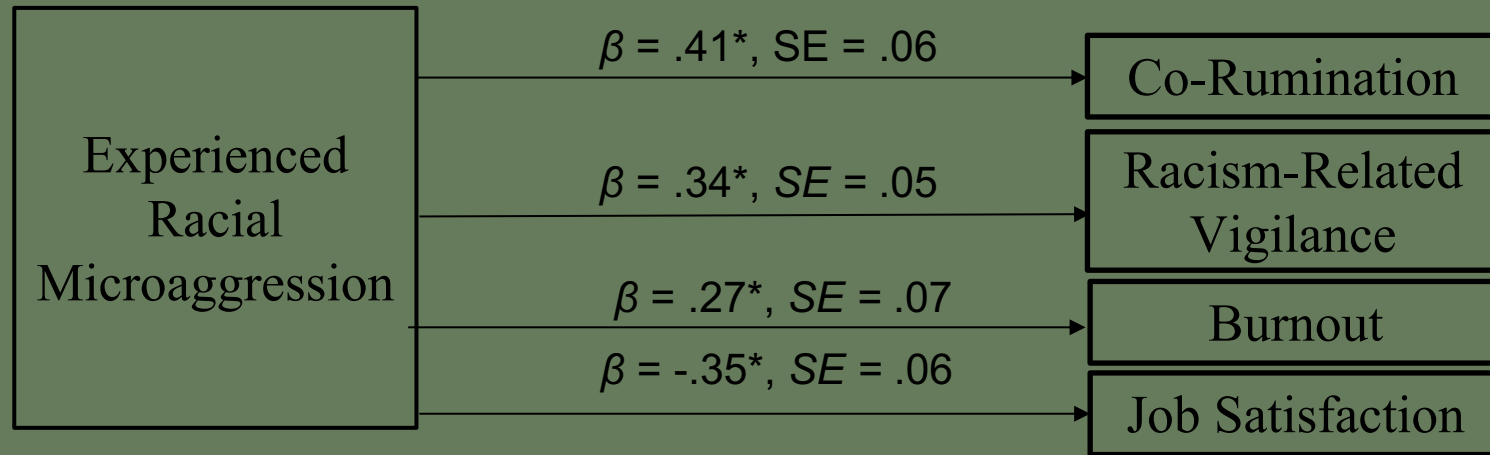 Experienced
Racial
Microaggression
β = .41*, SE = .06
Co-Rumination
β = .34*, SE = .05
Racism-Related
Vigilance
β = .27*, SE = .07
Burnout
β = -.35*, SE = .06
Job Satisfaction